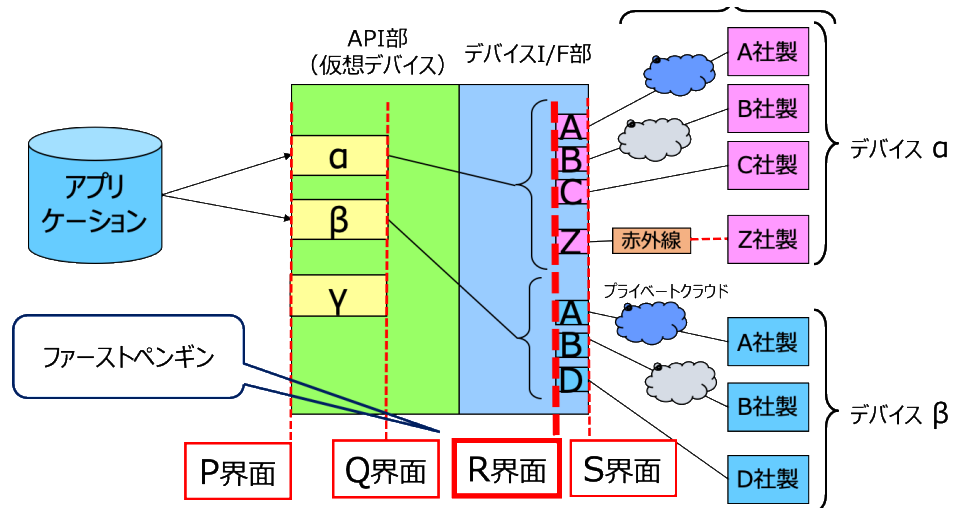 API部
（仮想デバイス）
デバイスI/F部
アプリ
ケーション
α
β
γ
A
B
C
Z
A
B
D
赤外線
プライベートクラウド
A社製
B社製
C社製
Z社製
デバイス α
A社製
B社製
D社製
デバイス β
ファーストペンギン
P界面
Q界面
R界面
S界面